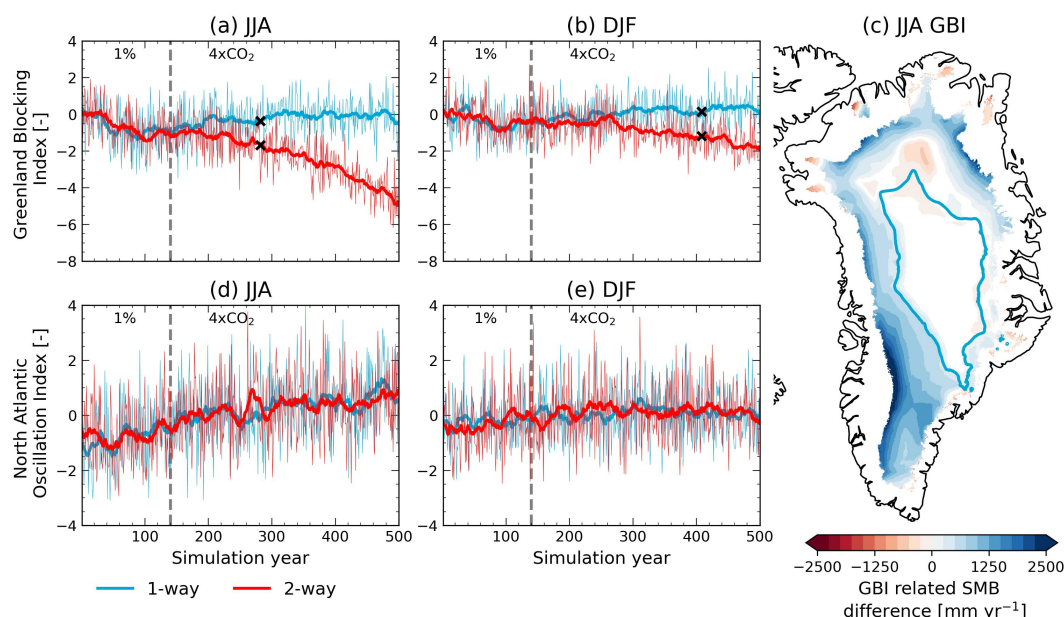 (a) JJA
(b) DJF
(c) JJA GBI
Greenland Blocking
Index [-]
4
2
0
−2
−4
−6
−8
1%
4xCO₂
4
2
0
−2
−4
−6
−8
1%
4xCO₂
(d) JJA
(e) DJF
North Atlantic
Oscillation Index [-]
4
2
0
−2
−4
1%
4xCO₂
100 200 300 400 500
Simulation year
4
2
0
−2
−4
1%
4xCO₂
100 200 300 400 500
Simulation year
1-way 2-way
−2500 −1250 0 1250 2500
GBI related SMB
difference [mm yr⁻¹]